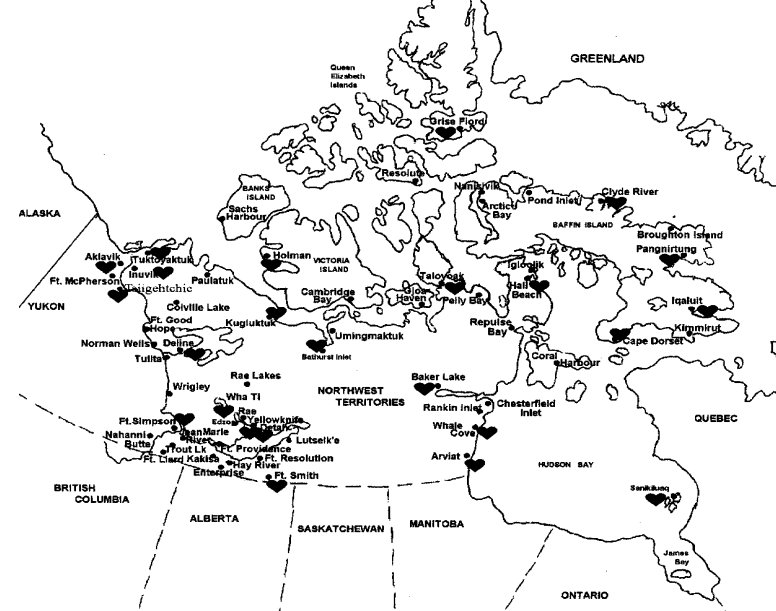 GREENLAND
Queen
Elizabeth
Islands
Grise Fiord
Resolute
Nanisivik
Arctic
Bay
Pond Inlet
Clyde River
BAFFIN ISLAND
Broughton Island
Pangnirtung
BANKS
ISLAND
Sachs
Harbour
ALASKA
Aklavik
Tuktoyaktuk
Inuvik
Ft. McPherson
Tsiigehtchic
Paulatuk
Holman
VICTORIA
ISLAND
Cambridge
Bay
Taloyoak
Gjoa
Haven
Pelly Bay
Igloolik
Hall
Beach
Iqaluit
Kimmirut
Cape Dorset
YUKON
Colville Lake
Kugluktuk
Ft. Good
Hope
Norman Wells
Deline
Tulita
Umingmaktuk
Bathurst Inlet
Repulse
Bay
Coral
Harbour
Rae Lakes
Wrigley
Wha Ti
Rae
Edzo
Yellowknife
Detah
NORTHWEST
TERRITORIES
Baker Lake
Rankin Inlet
Chesterfield
Inlet
Whale
Cove
Arviat
QUEBEC
Ft.Simpson
JeanMarie
River
Nahanni
Butte
Trout Lk
Ft. Liard
Kakisa
Ft. Providence
Lutselk'e
Hay River
Ft. Resolution
Enterprise
Ft. Smith
HUDSON BAY
Sanikiluaq
BRITISH
COLUMBIA
ALBERTA
SASKATCHEWAN
MANITOBA
James
Bay
ONTARIO